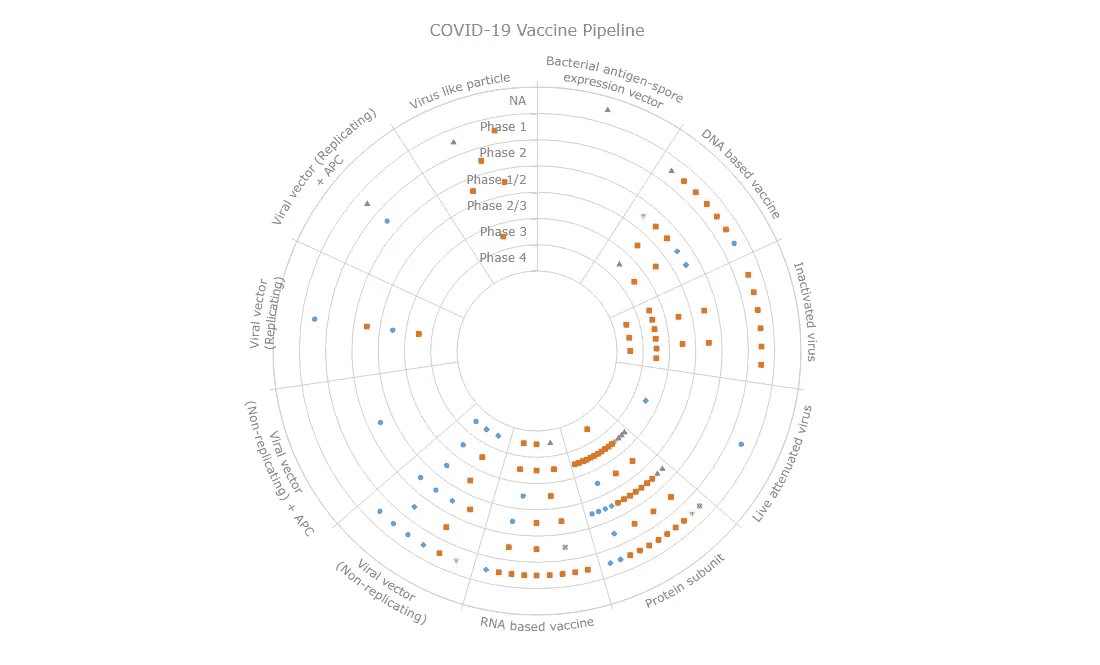 COVID-19 Vaccine Pipeline
Bacterial antigen-spore
expression vector
DNA based vaccine
Inactivated virus
Live attenuated virus
Protein subunit
RNA based vaccine
Viral vector
(Non-replicating)
Viral vector
(Non-replicating) + APC
Viral vector
(Replicating)
Viral vector (Replicating)
+ APC
Virus like particle
NA
Phase 1
Phase 2
Phase 1/2
Phase 2/3
Phase 3
Phase 4